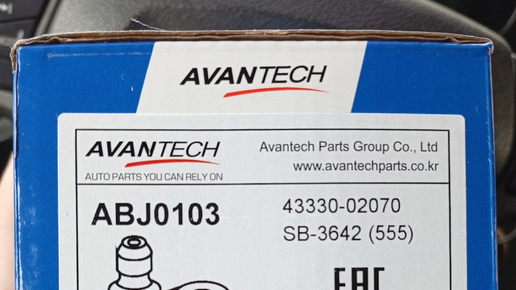 AVANTECH
AVANTECH
AUTO PARTS YOU CAN RELY ON
Avantech Parts Group Co., Ltd
www.avantechparts.co.kr
ABJ0103
43330-02070
SB-3642 (555)
EAC